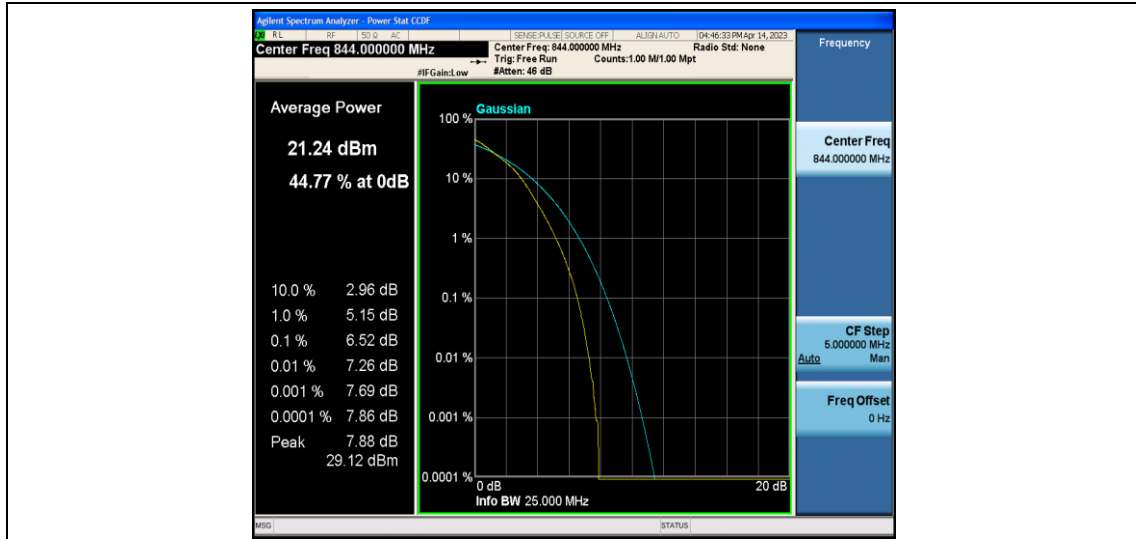 Agilent Spectrum Analyzer - Power Stat CCDF
RL RF 50 Ω AC SENSE:PULSE SOURCE OFF ALIGN AUTO 04:46:33 PM Apr 14, 2023
Center Freq 844.000000 MHz
Center Freq: 844.000000 MHz Radio Std: None
Trig: Free Run Counts:1.00 M/1.00 Mpt
#IFGain:Low #Atten: 46 dB
Frequency
Average Power
21.24 dBm
44.77 % at 0dB
10.0 % 2.96 dB
1.0 % 5.15 dB
0.1 % 6.52 dB
0.01 % 7.26 dB
0.001 % 7.69 dB
0.0001 % 7.86 dB
Peak 7.88 dB
29.12 dBm
Gaussian
100 %
10 %
1 %
0.1 %
0.01 %
0.001 %
0.0001 %
0 dB 20 dB
Info BW 25.000 MHz
Center Freq
844.000000 MHz
CF Step
5.000000 MHz
Auto Man
Freq Offset
0 Hz
MSG STATUS